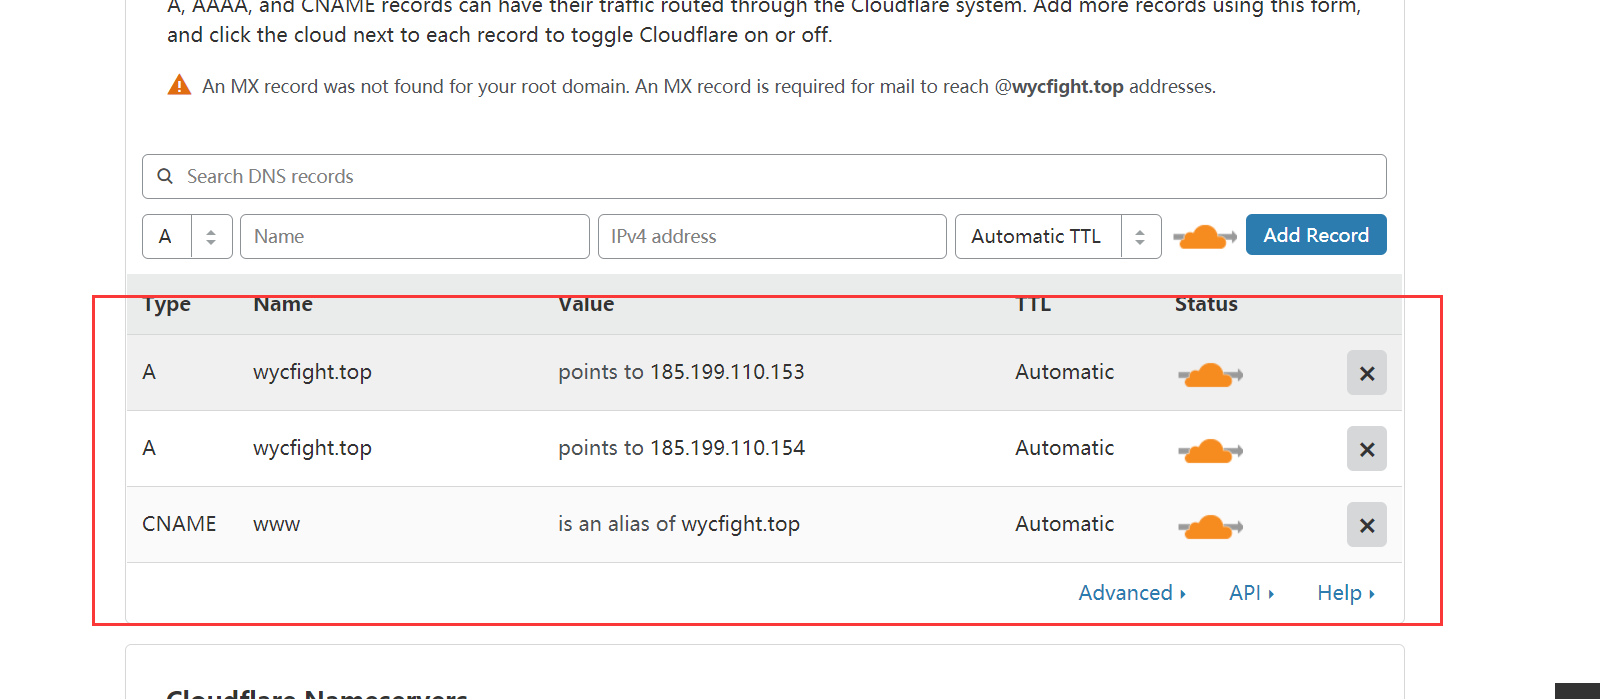 A, AAAA, and CNAME records can have their traffic routed through the Cloudflare system. Add more records using this form,
and click the cloud next to each record to toggle Cloudflare on or off.
An MX record was not found for your root domain. An MX record is required for mail to reach @wycfight.top addresses.
Search DNS records
A Name IPv4 address Automatic TTL Add Record
Type Name Value TTL Status
A wycfight.top points to 185.199.110.153 Automatic
A wycfight.top points to 185.199.110.154 Automatic
CNAME www is an alias of wycfight.top Automatic
Advanced API Help
Cloudflare Nameservers